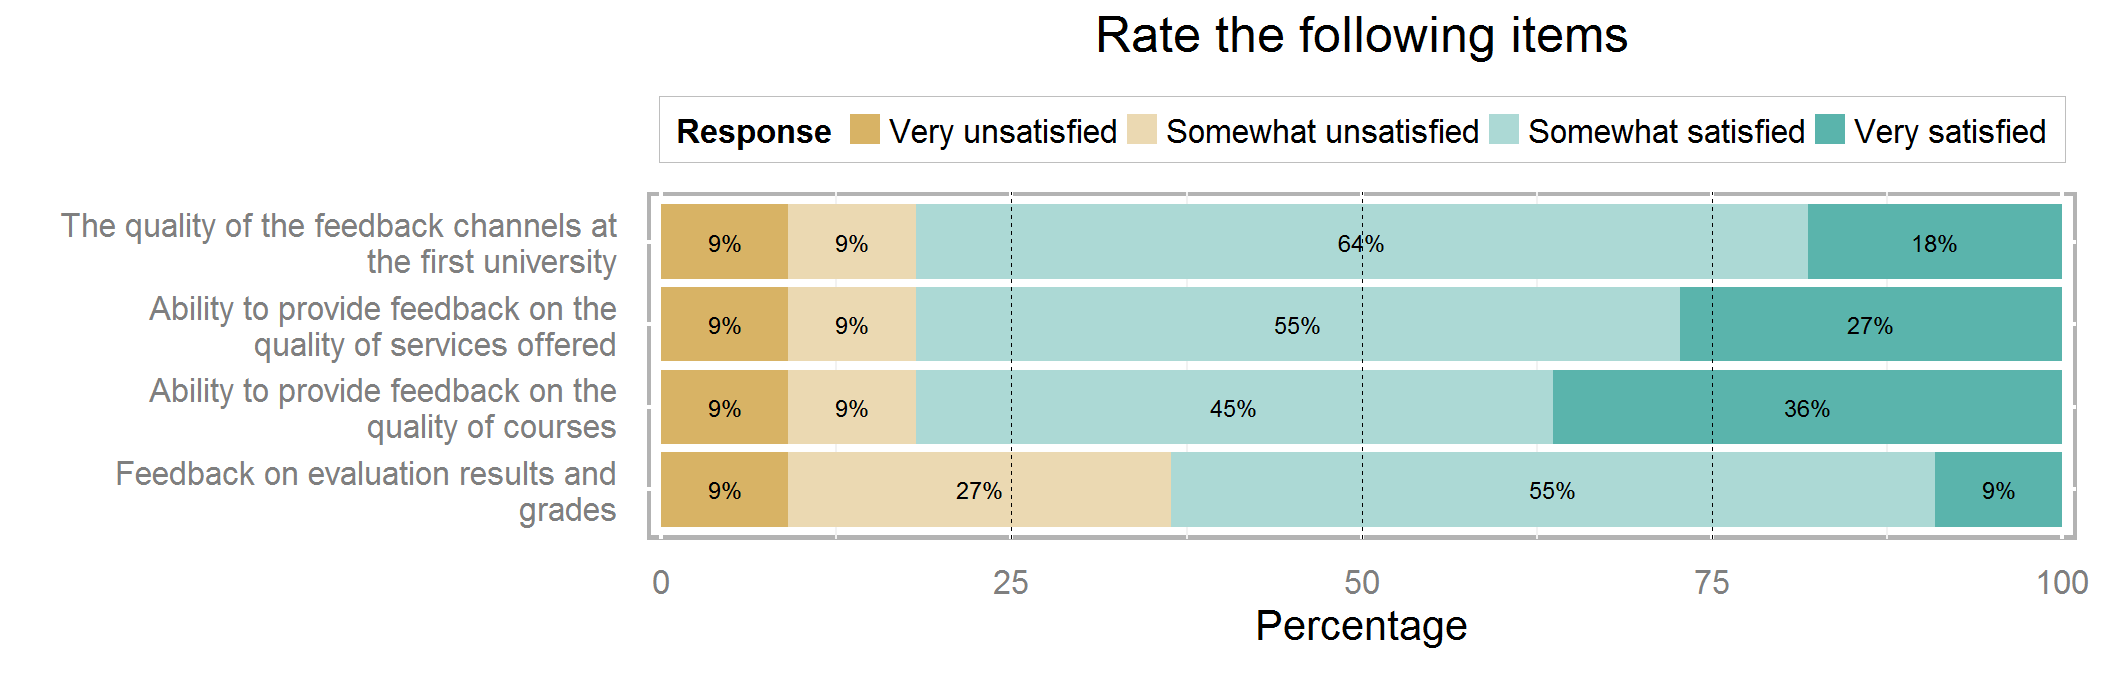 Rate the following items
Response Very unsatisfied Somewhat unsatisfied Somewhat satisfied Very satisfied
The quality of the feedback channels at
the first university
9% 9% 64% 18%
Ability to provide feedback on the
quality of services offered
9% 9% 55% 27%
Ability to provide feedback on the
quality of courses
9% 9% 45% 36%
Feedback on evaluation results and
grades
9% 27% 55% 9%
0 25 50 75 100
Percentage